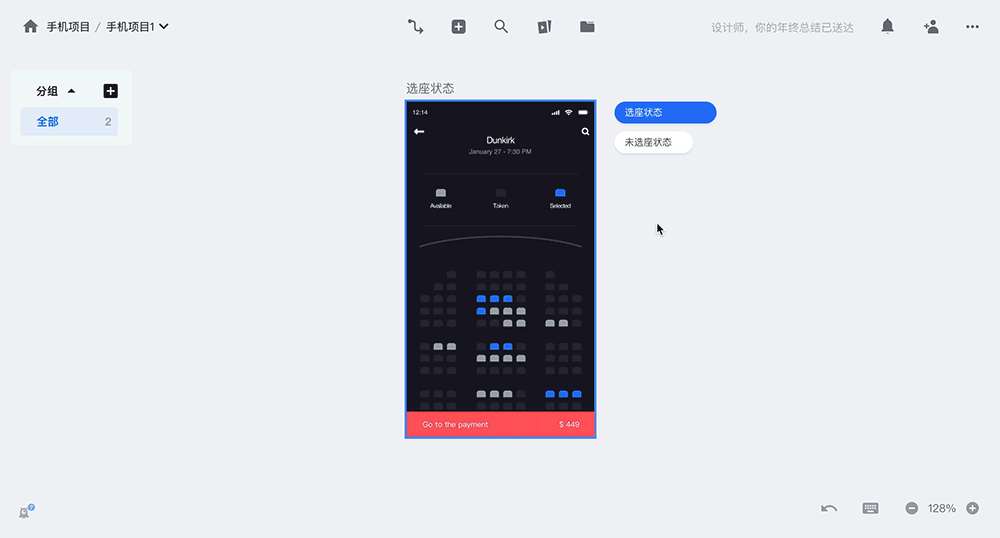 手机项目 / 手机项目1
设计师，你的年终总结已送达
分组
全部 2
选座状态
12:14
Dunkirk
January 27 - 7:30 PM
Available Taken Selected
Go to the payment $ 449
选座状态
未选座状态
?
128%